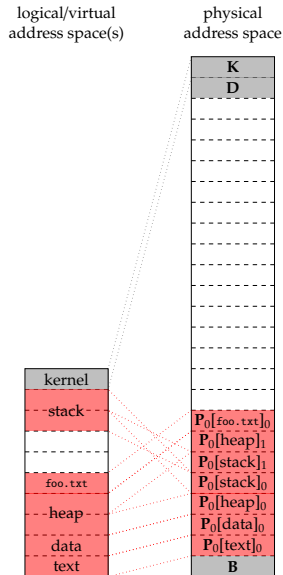 logical/virtual
address space(s)
physical
address space
K
D
kernel
stack
foo.txt
heap
data
text
P₀[foo.txt]₀
P₀[heap]₁
P₀[stack]₁
P₀[stack]₀
P₀[heap]₀
P₀[data]₀
P₀[text]₀
B